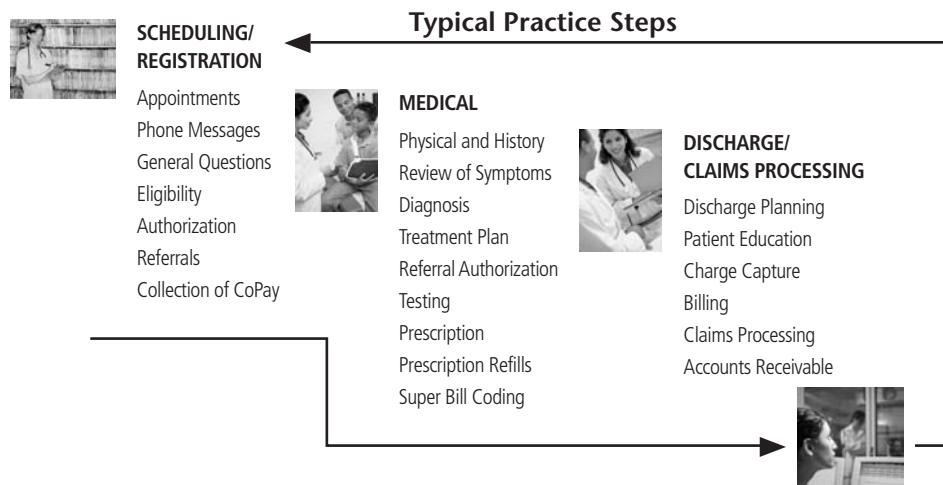 Typical Practice Steps
SCHEDULING/
REGISTRATION
Appointments
Phone Messages
General Questions
Eligibility
Authorization
Referrals
Collection of CoPay
MEDICAL
Physical and History
Review of Symptoms
Diagnosis
Treatment Plan
Referral Authorization
Testing
Prescription
Prescription Refills
Super Bill Coding
DISCHARGE/
CLAIMS PROCESSING
Discharge Planning
Patient Education
Charge Capture
Billing
Claims Processing
Accounts Receivable